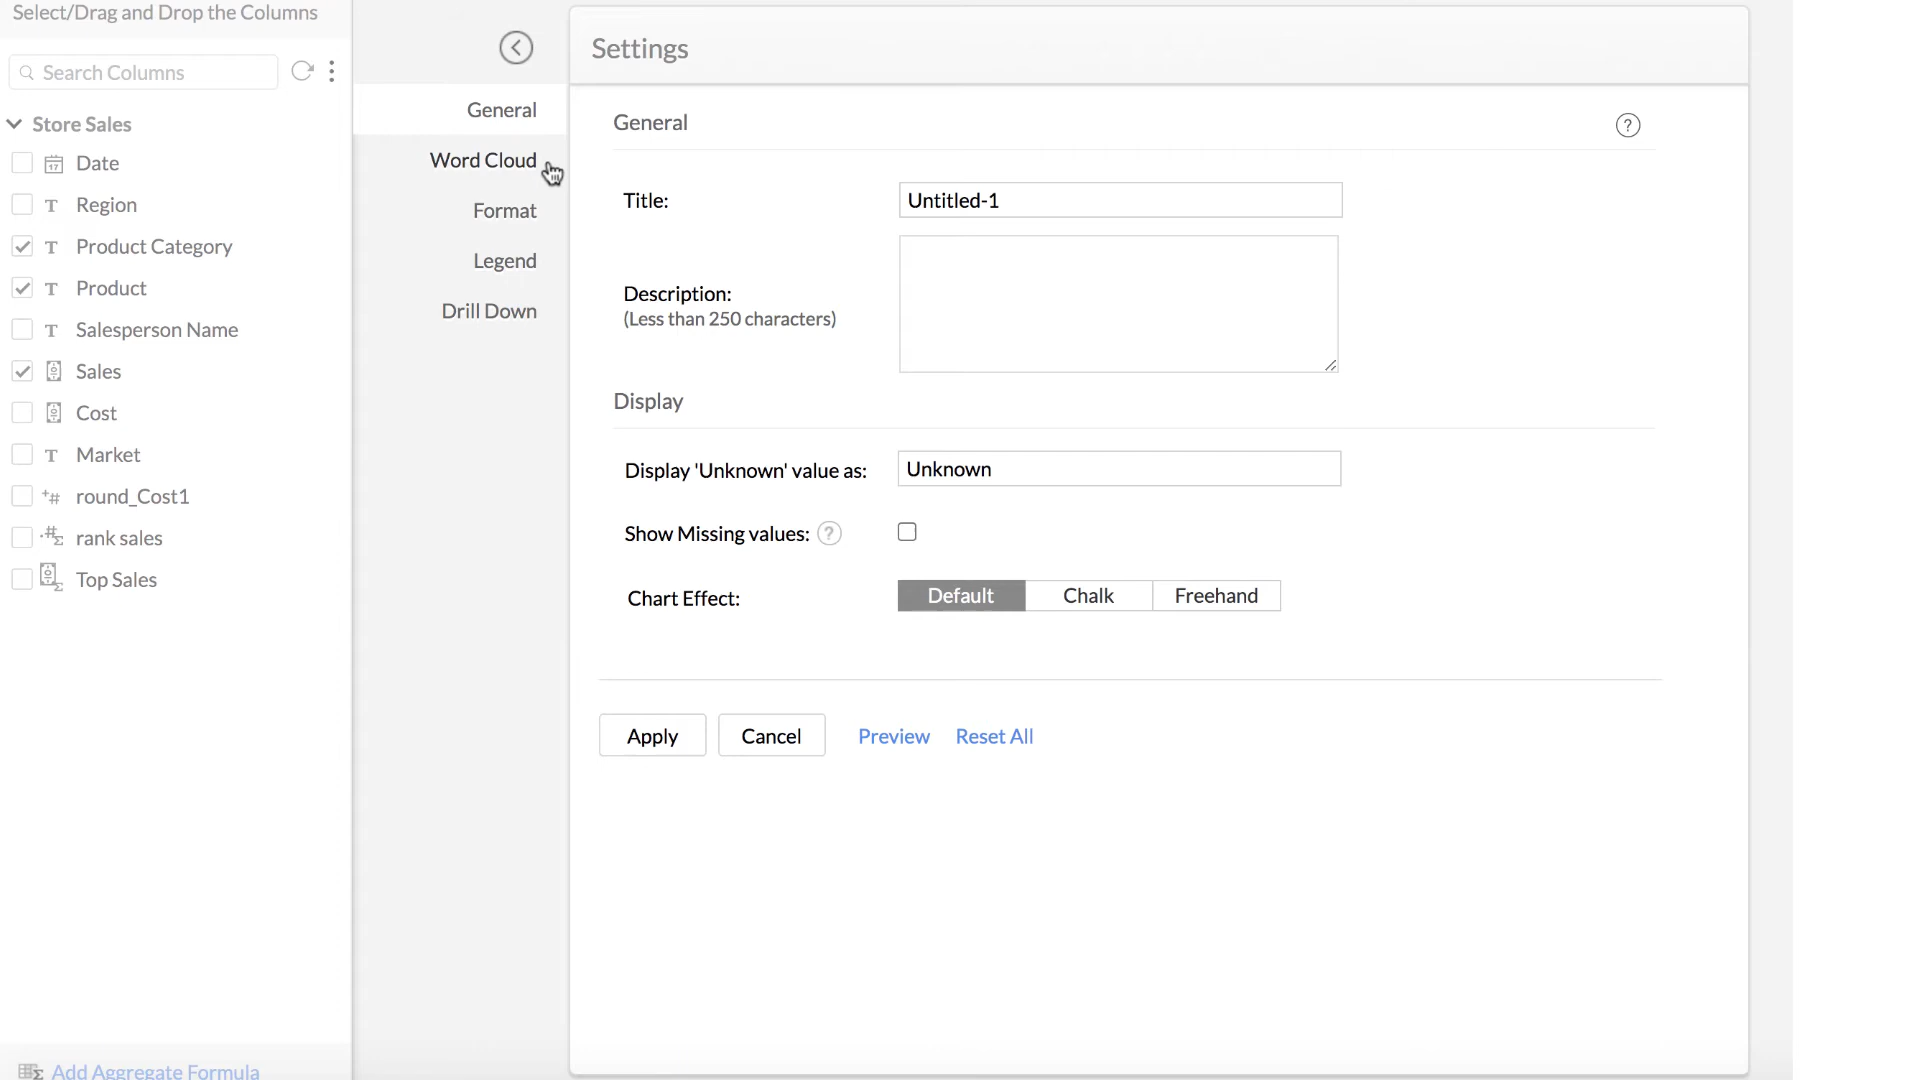 Select/Drag and Drop the Columns
Search Columns
Store Sales
17 Date
T Region
T Product Category
T Product
T Salesperson Name
Sales
Cost
T Market
+# round_Cost1
#Σ rank sales
Σ Top Sales
Σ Add Aggregate Formula
General
Word Cloud
Format
Legend
Drill Down
Settings
General
?
Title:
Untitled-1
Description:
(Less than 250 characters)
Display
Display 'Unknown' value as:
Unknown
Show Missing values: ?
Chart Effect:
Default Chalk Freehand
Apply Cancel Preview Reset All